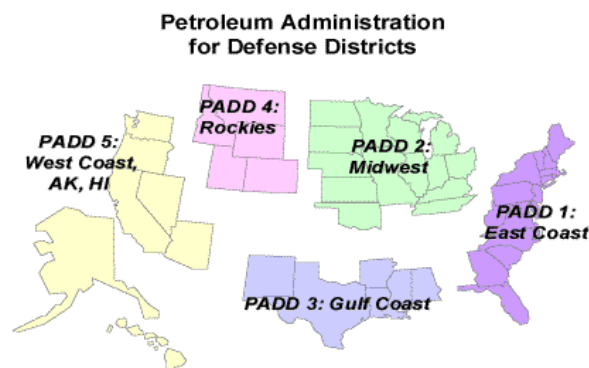 Petroleum Administration
for Defense Districts
PADD 4:
Rockies
PADD 5:
West Coast,
AK, HI
PADD 2:
Midwest
PADD 1:
East Coast
PADD 3: Gulf Coast